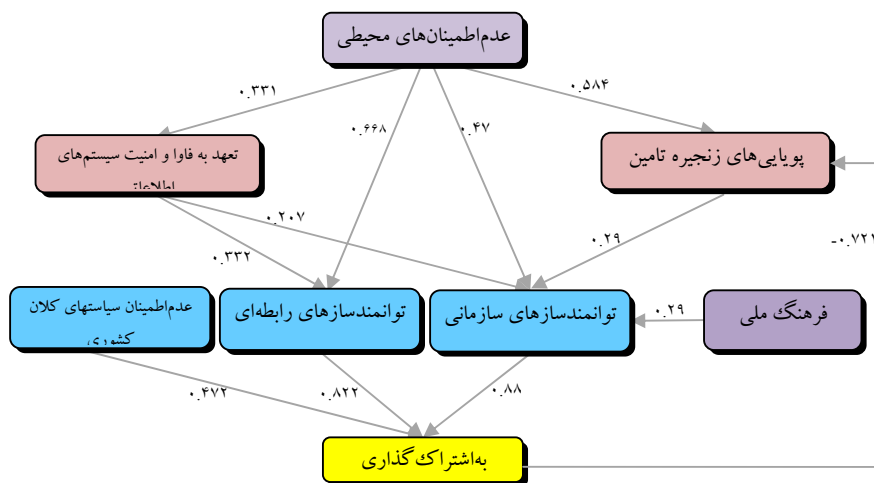 عدم‌اطمینان‌های محیطی
۰.۳۳۱
۰.۶۶۸
۰.۴۷
۰.۵۸۴
تعهد به فاوا و امنیت سیستم‌های
اطلاعاتی
پویایی‌های زنجیره تامین
۰.۳۳۲
۰.۲۰۷
۰.۲۹
-۰.۷۲۱
عدم‌اطمینان سیاستهای کلان
کشوری
توانمندسازهای رابطه‌ای
توانمندسازهای سازمانی
۰.۲۹
فرهنگ ملی
۰.۴۷۲
۰.۸۲۲
۰.۸۸
به‌اشتراک‌گذاری